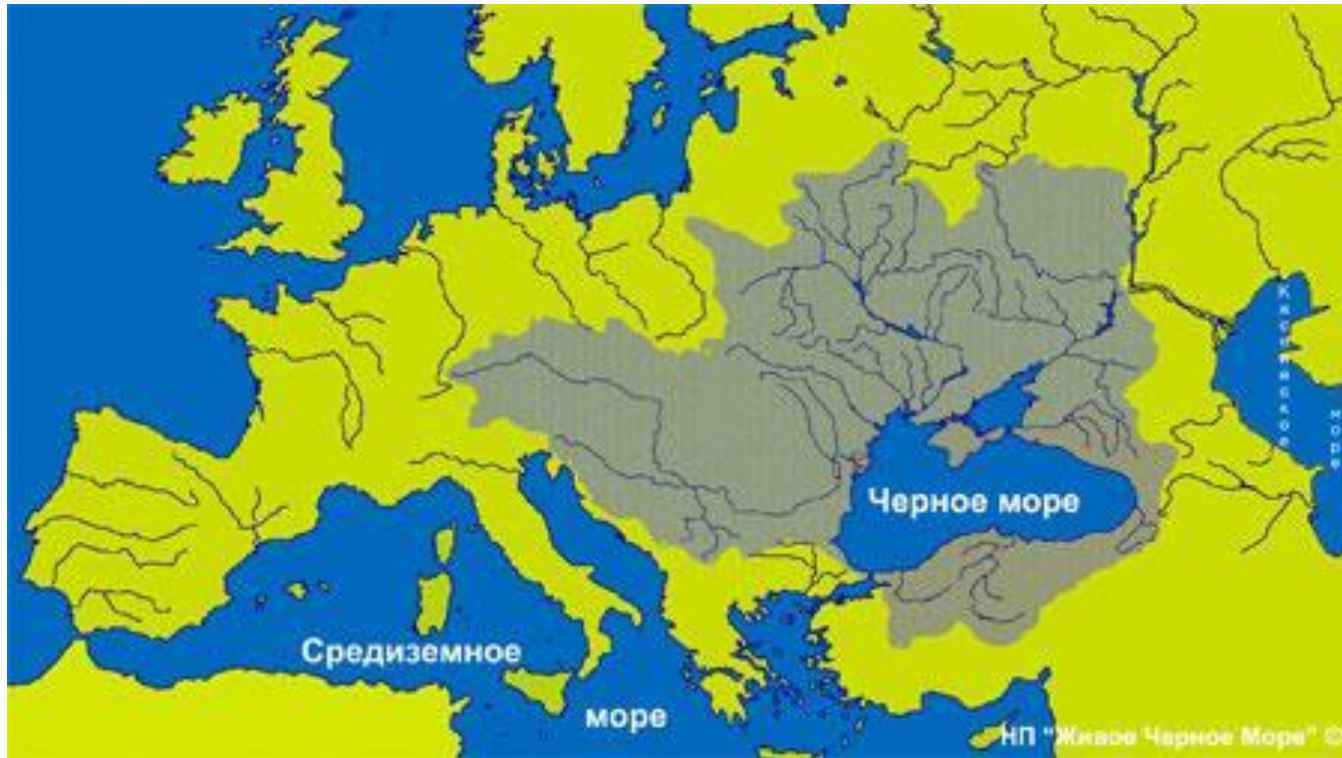 Каспийское
море
Черное море
Средиземное
море
НП "Живое Черное Море" ©